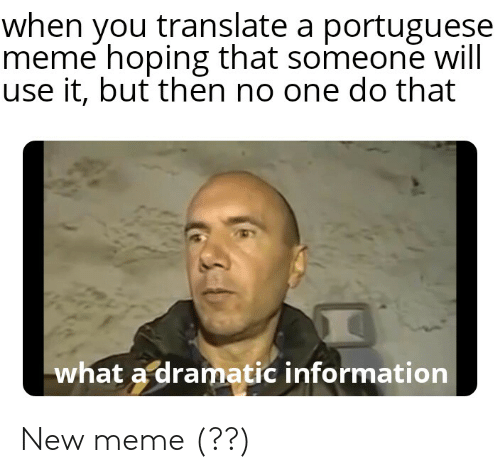 when you translate a portuguese
meme hoping that someone will
use it, but then no one do that
what a dramatic information
New meme (??)